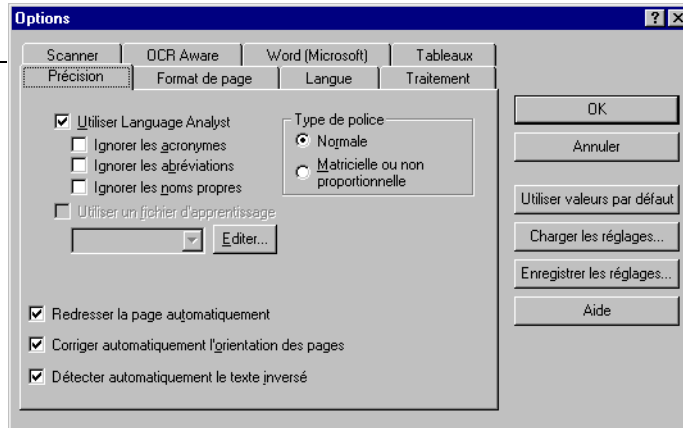 Options
Scanner OCR Aware Word (Microsoft) Tableaux
Précision Format de page Langue Traitement
Utiliser Language Analyst
Ignorer les acronymes
Ignorer les abréviations
Ignorer les noms propres
Utiliser un fichier d'apprentissage
Editer...
Type de police
Normale
Matricielle ou non
proportionnelle
Redresser la page automatiquement
Corriger automatiquement l'orientation des pages
Détecter automatiquement le texte inversé
OK
Annuler
Utiliser valeurs par défaut
Charger les réglages...
Enregistrer les réglages...
Aide